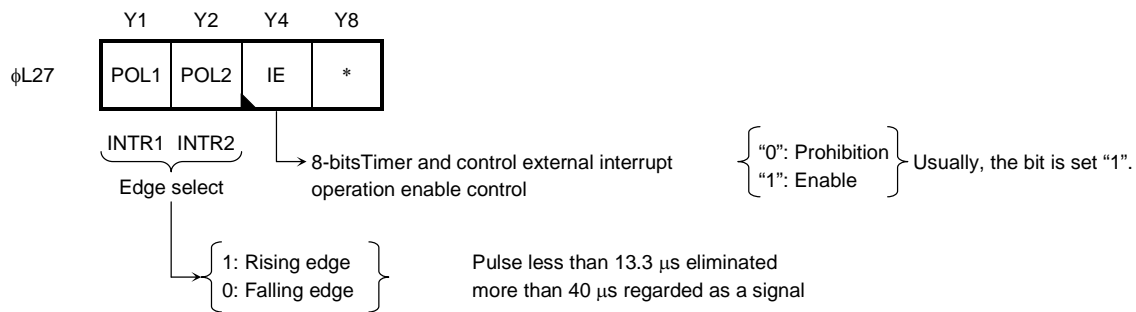 Y1 Y2 Y4 Y8
ϕL27 POL1 POL2 IE *
INTR1 INTR2
Edge select
8-bitsTimer and control external interrupt
operation enable control
“0”: Prohibition
“1”: Enable
Usually, the bit is set “1”.
1: Rising edge
0: Falling edge
Pulse less than 13.3 μs eliminated
more than 40 μs regarded as a signal